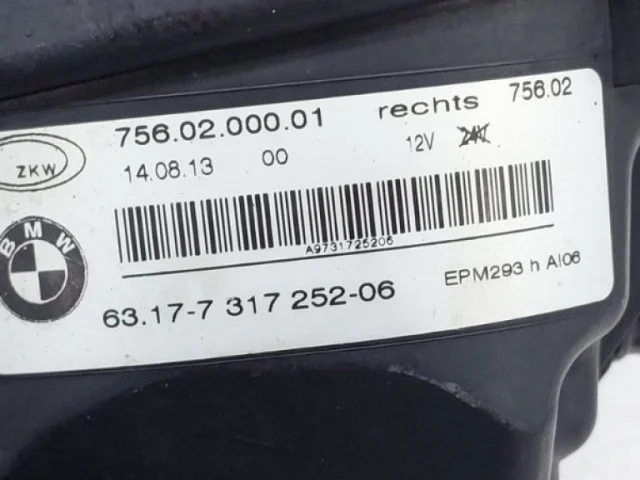 756.02.000.01 rechts 756.02
ZKW 14.08.13 00 12V 24V
A9731725206
BMW
63.17-7 317 252-06 EPM293 h AI06